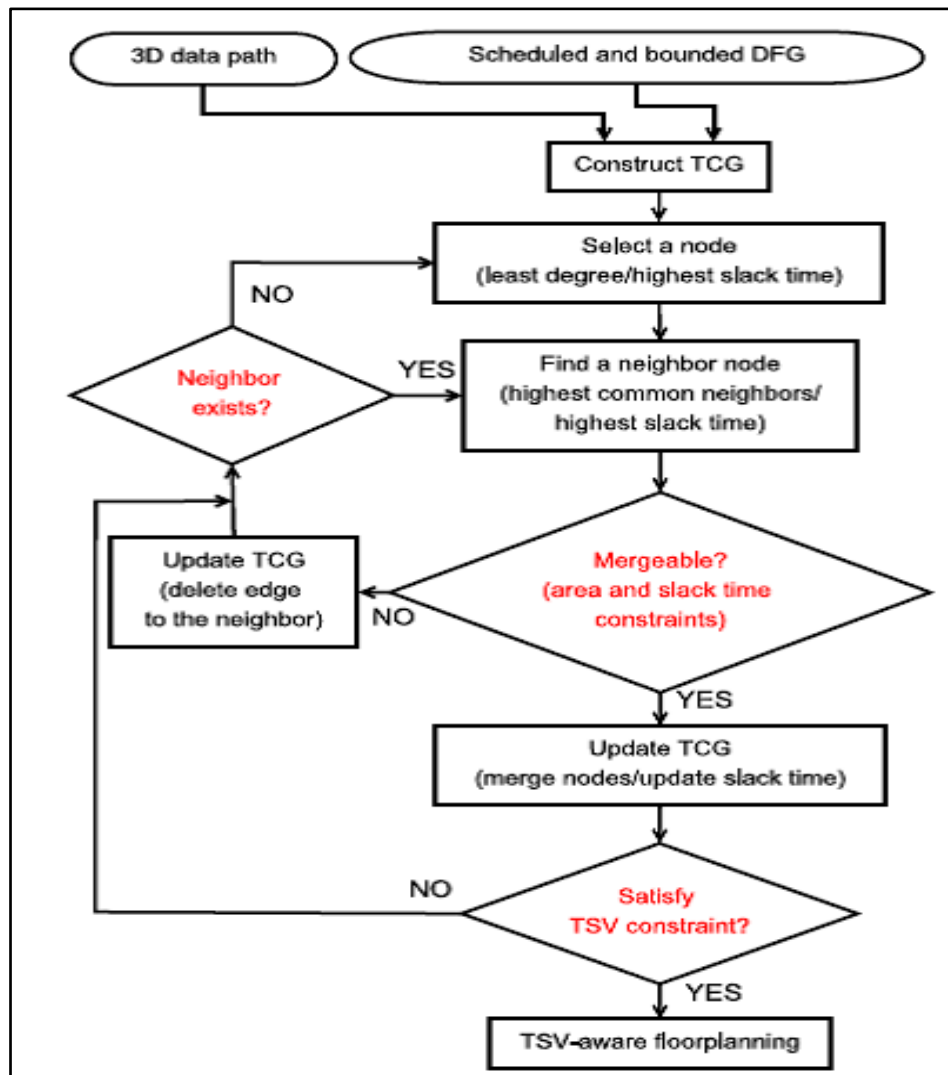 3D data path
Scheduled and bounded DFG
Construct TCG
Select a node
(least degree/highest slack time)
NO
Neighbor
exists?
YES
Find a neighbor node
(highest common neighbors/
highest slack time)
Update TCG
(delete edge
to the neighbor)
NO
Mergeable?
(area and slack time
constraints)
YES
Update TCG
(merge nodes/update slack time)
NO
Satisfy
TSV constraint?
YES
TSV-aware floorplanning